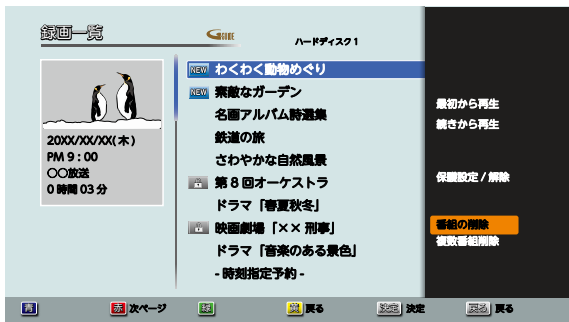 録画一覧
G GUIDE
ハードディスク1
20XX/XX/XX(木)
PM 9:00
〇〇放送
0時間03分
NEW わくわく動物めぐり
NEW 素敵なガーデン
名画アルバム詩選集
鉄道の旅
さわやかな自然風景
第8回オーケストラ
ドラマ「春夏秋冬」
映画劇場「×× 刑事」
ドラマ「音楽のある景色」
- 時刻指定予約 -
最初から再生
続きから再生
保護設定 / 解除
番組の削除
複数番組削除
青
赤 次ページ
緑
黄 戻る
決定 決定
戻る 戻る